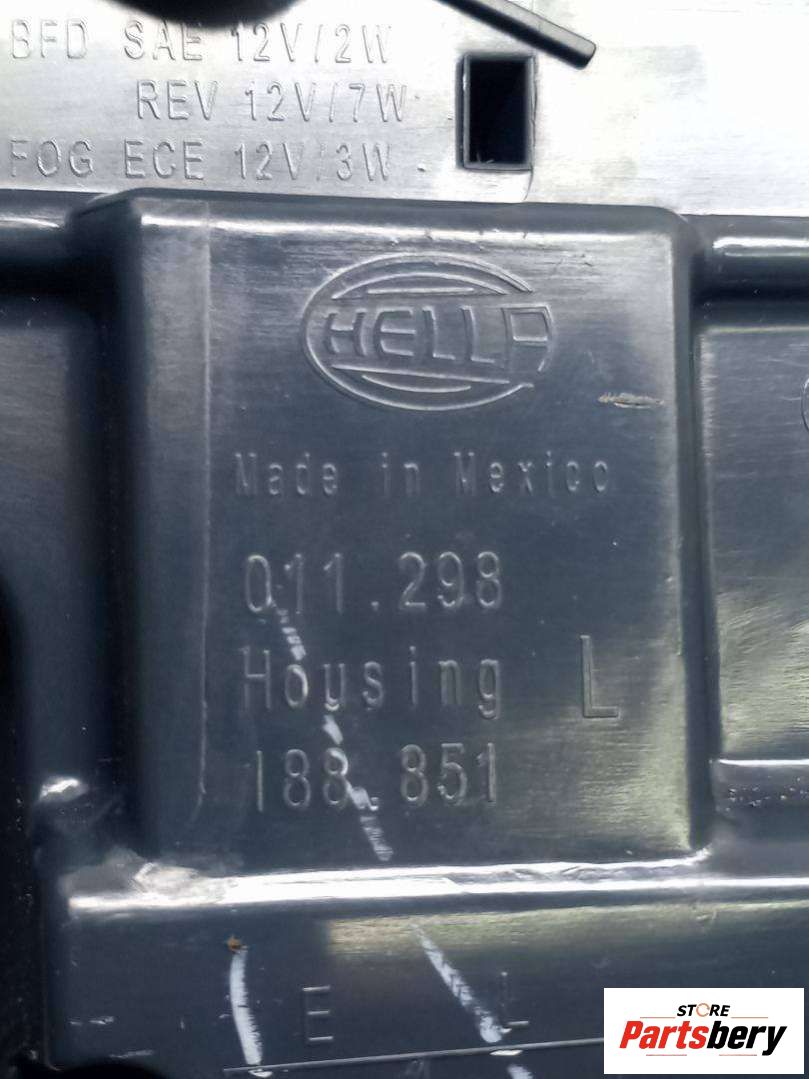 BFD SAE 12V/2W
REV 12V/7W
FOG ECE 12V/3W
HELLA
Made in Mexico
011.298
Housing L
188.851
E L
STORE
Partsbery